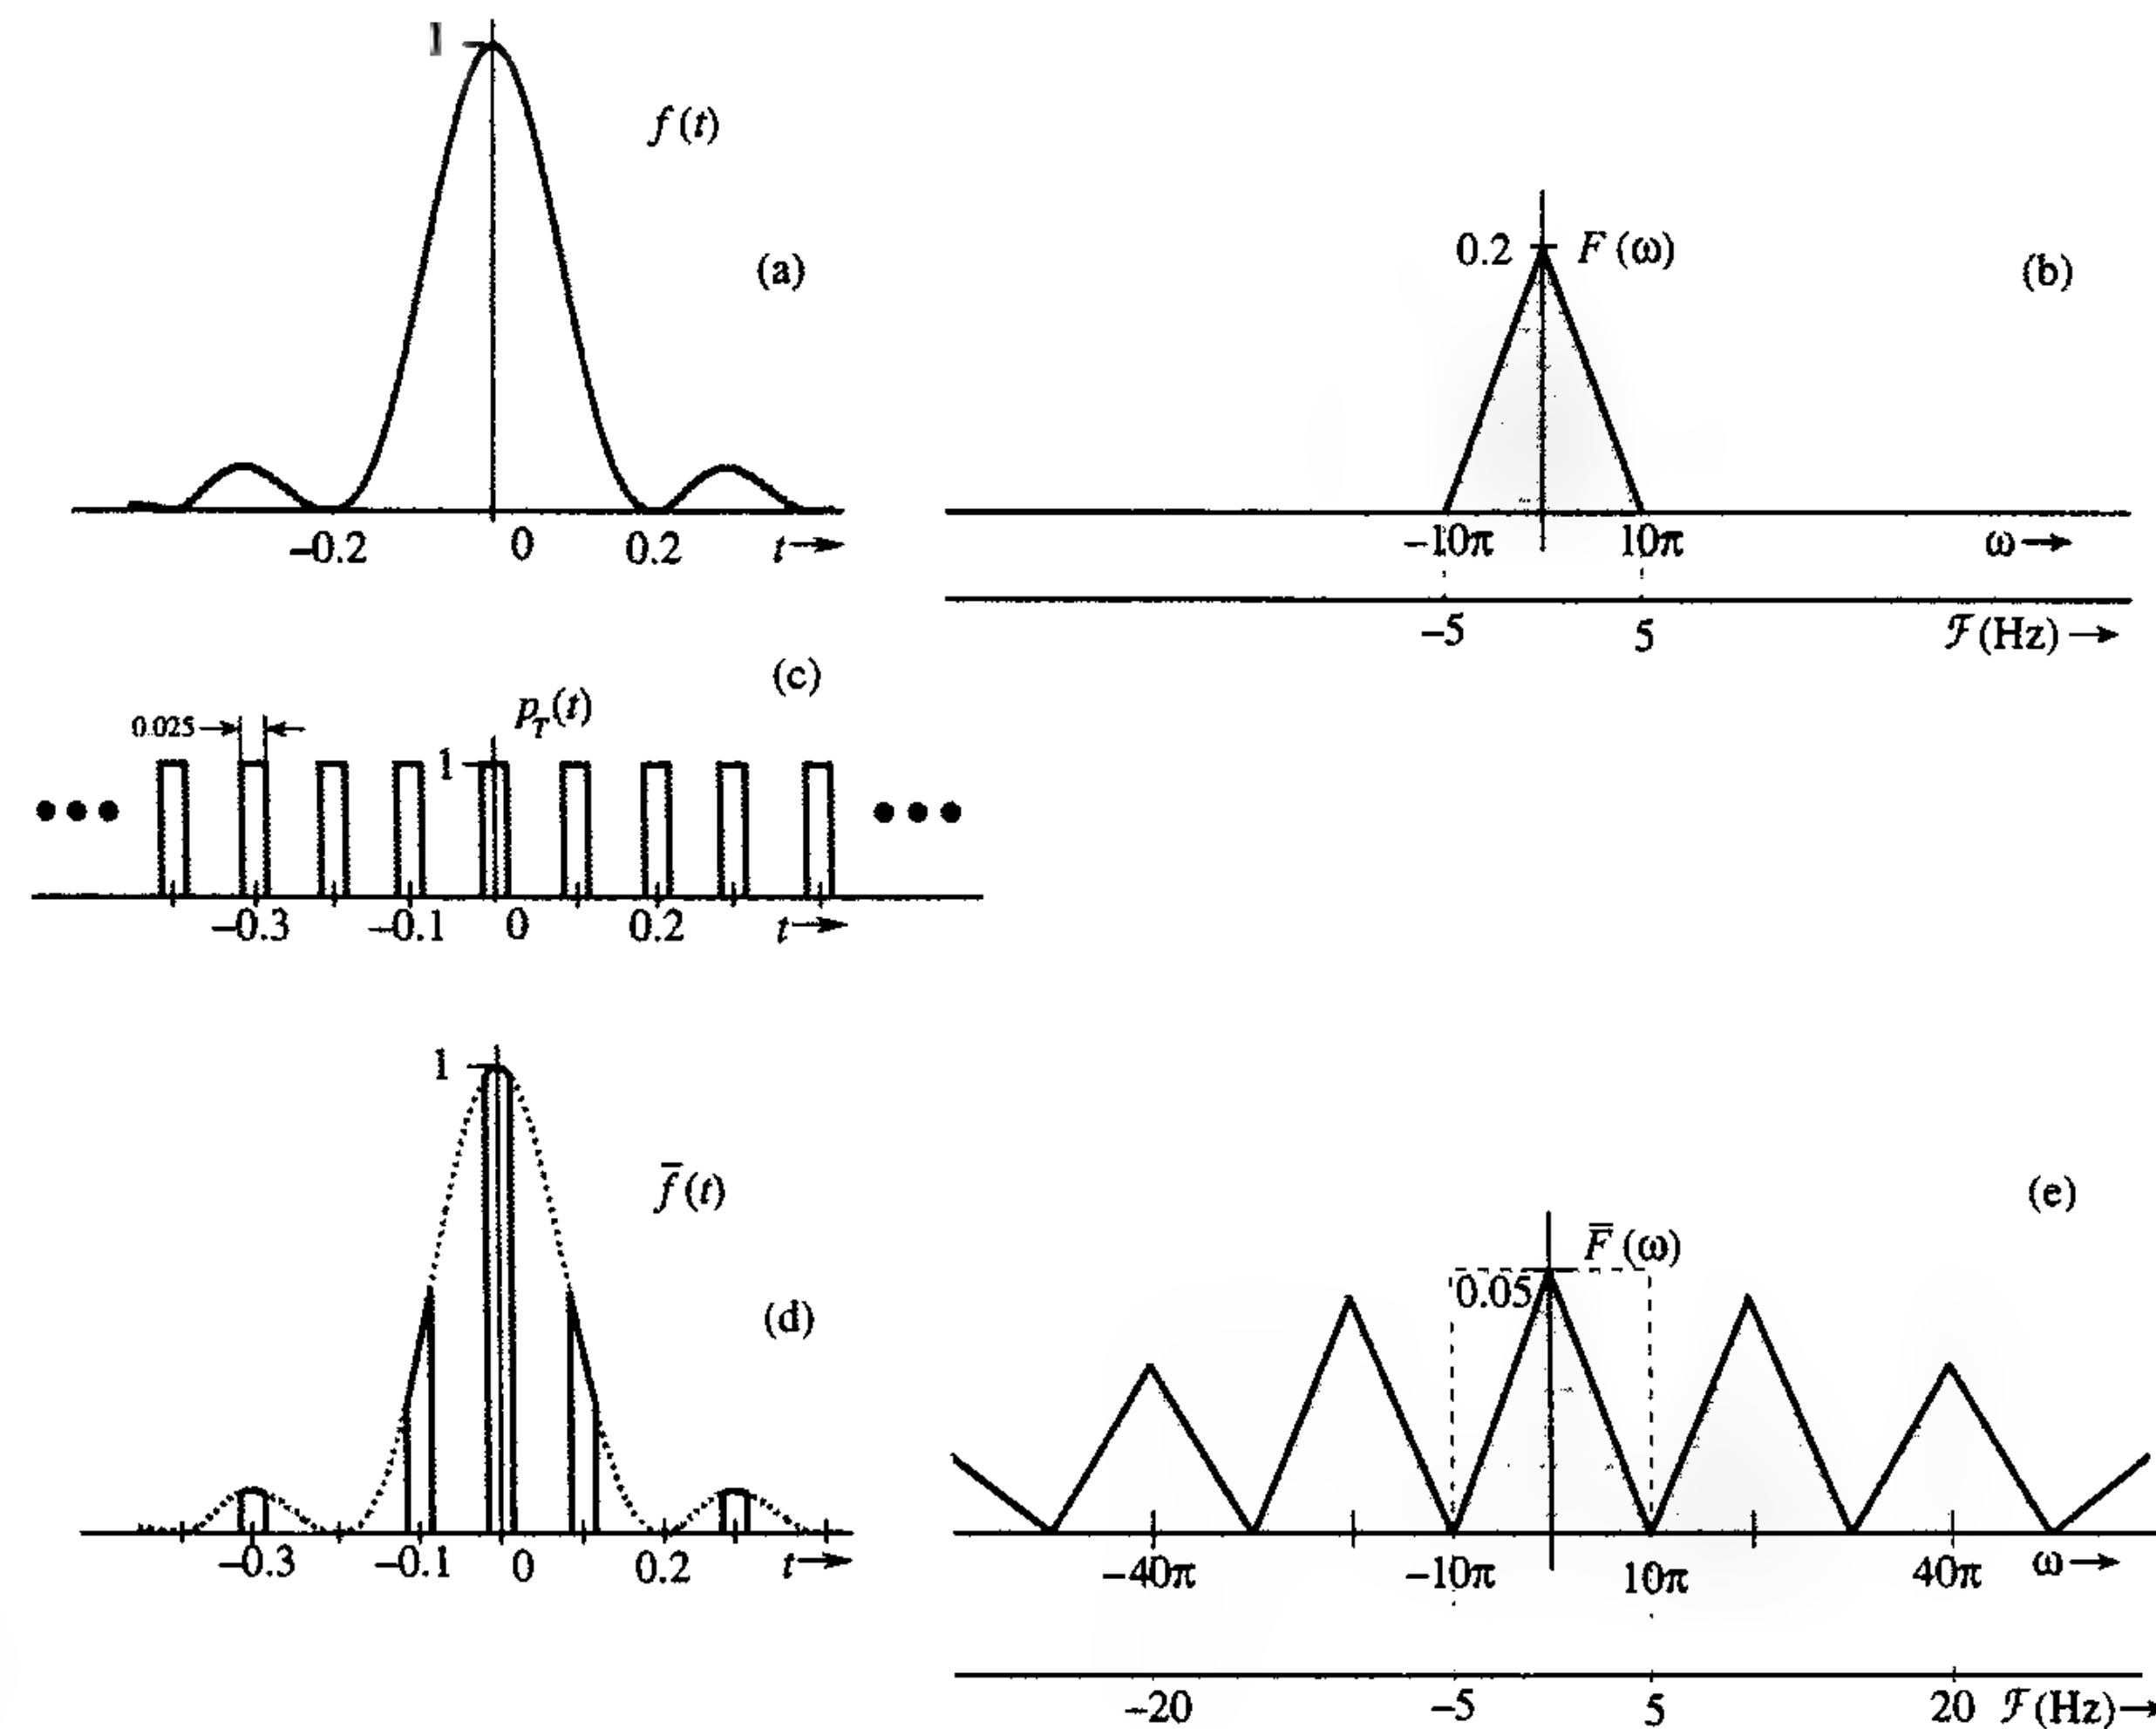 1
f(t)
(a)
−0.2 0 0.2 t→
0.2 F(ω)
(b)
−10π 10π ω→
−5 5 ℱ(Hz)→
(c)
0.025 p_T(t)
1
−0.3 −0.1 0 0.2 t→
1
f̄(t)
(d)
−0.3 −0.1 0 0.2 t→
(e)
F̄(ω)
0.05
−40π −10π 10π 40π ω→
−20 −5 5 20 ℱ(Hz)→